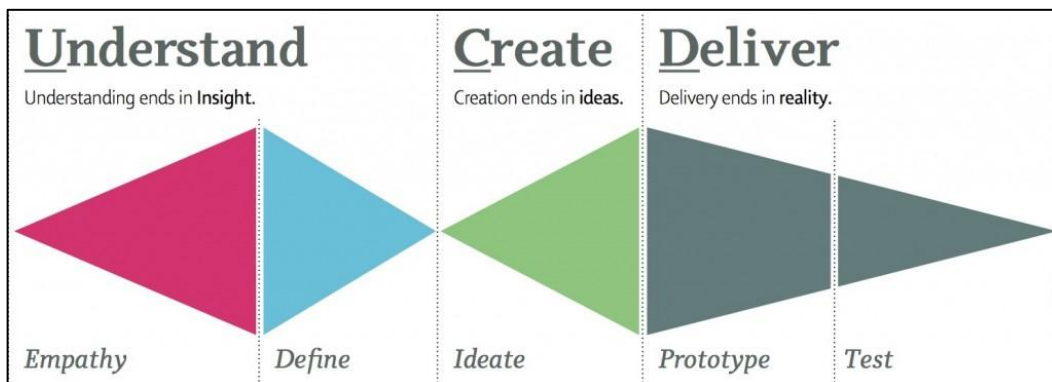 Understand
Understanding ends in Insight.
Create
Creation ends in ideas.
Deliver
Delivery ends in reality.
Empathy
Define
Ideate
Prototype
Test